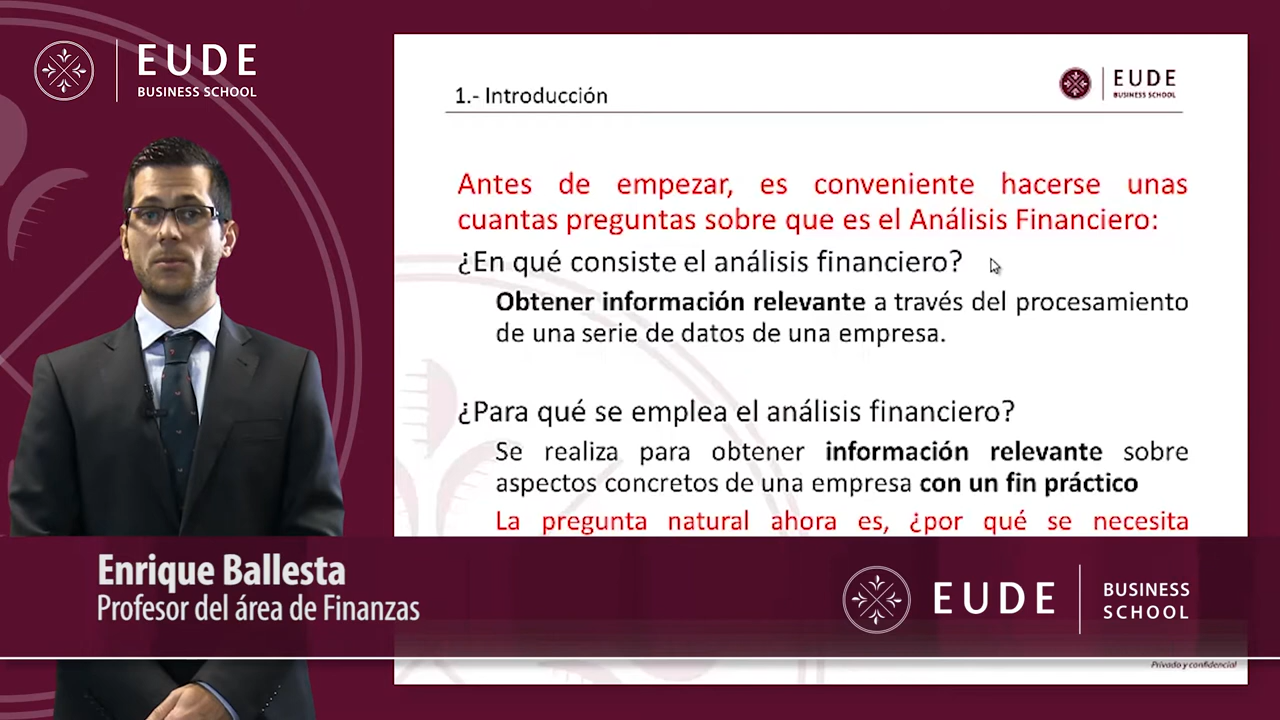 EUDE
BUSINESS SCHOOL
1.- Introducción
EUDE
BUSINESS SCHOOL
Antes de empezar, es conveniente hacerse unas
cuantas preguntas sobre que es el Análisis Financiero:
¿En qué consiste el análisis financiero?
Obtener información relevante a través del procesamiento
de una serie de datos de una empresa.
¿Para qué se emplea el análisis financiero?
Se realiza para obtener información relevante sobre
aspectos concretos de una empresa con un fin práctico
La pregunta natural ahora es, ¿por qué se necesita
Enrique Ballesta
Profesor del área de Finanzas
EUDE
BUSINESS
SCHOOL
Privado y confidencial